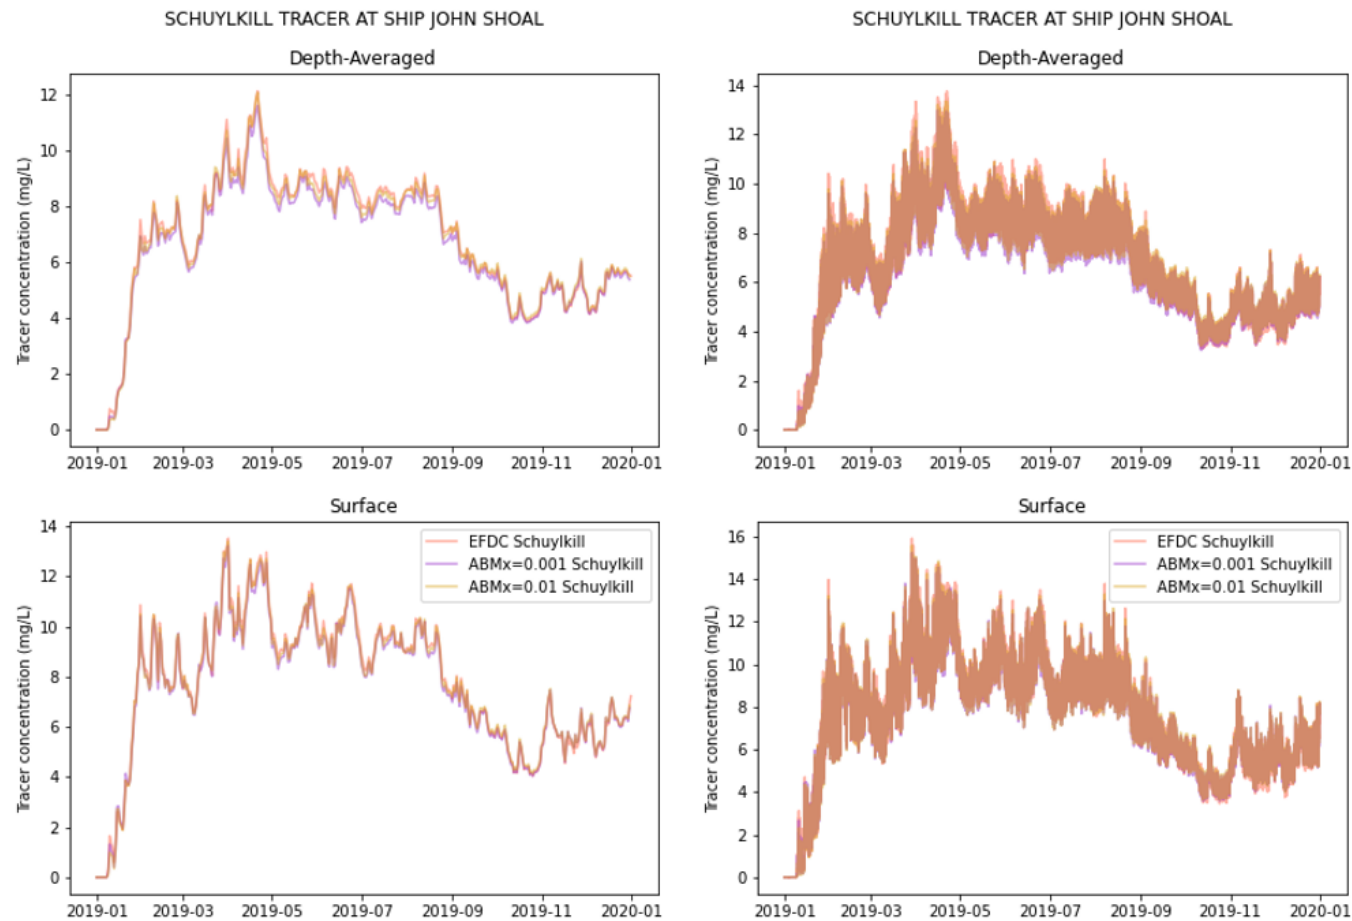 SCHUYLKILL TRACER AT SHIP JOHN SHOAL
Depth-Averaged
Tracer concentration (mg/L)
12
10
8
6
4
2
0
2019-01 2019-03 2019-05 2019-07 2019-09 2019-11 2020-01
SCHUYLKILL TRACER AT SHIP JOHN SHOAL
Depth-Averaged
Tracer concentration (mg/L)
14
12
10
8
6
4
2
0
2019-01 2019-03 2019-05 2019-07 2019-09 2019-11 2020-01
Surface
Tracer concentration (mg/L)
14
12
10
8
6
4
2
0
EFDC Schuylkill
ABMx=0.001 Schuylkill
ABMx=0.01 Schuylkill
2019-01 2019-03 2019-05 2019-07 2019-09 2019-11 2020-01
Surface
Tracer concentration (mg/L)
16
14
12
10
8
6
4
2
0
EFDC Schuylkill
ABMx=0.001 Schuylkill
ABMx=0.01 Schuylkill
2019-01 2019-03 2019-05 2019-07 2019-09 2019-11 2020-01